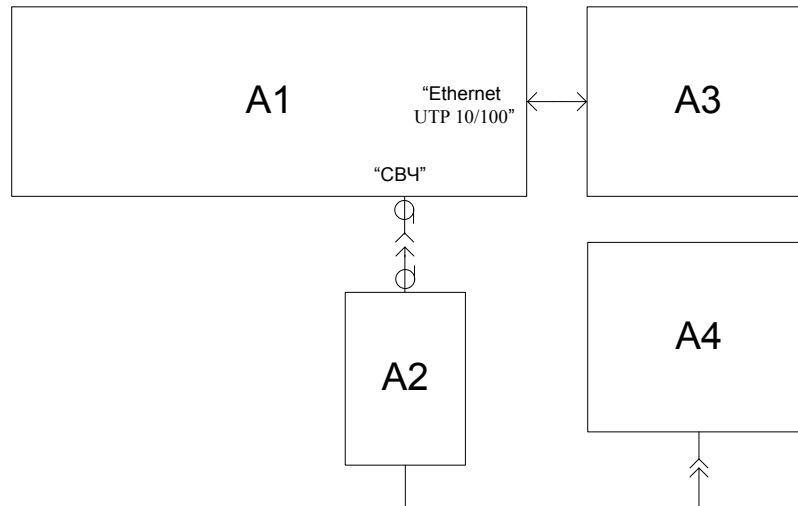 A1
“Ethernet
UTP 10/100”
“СВЧ”
A3
A2
A4